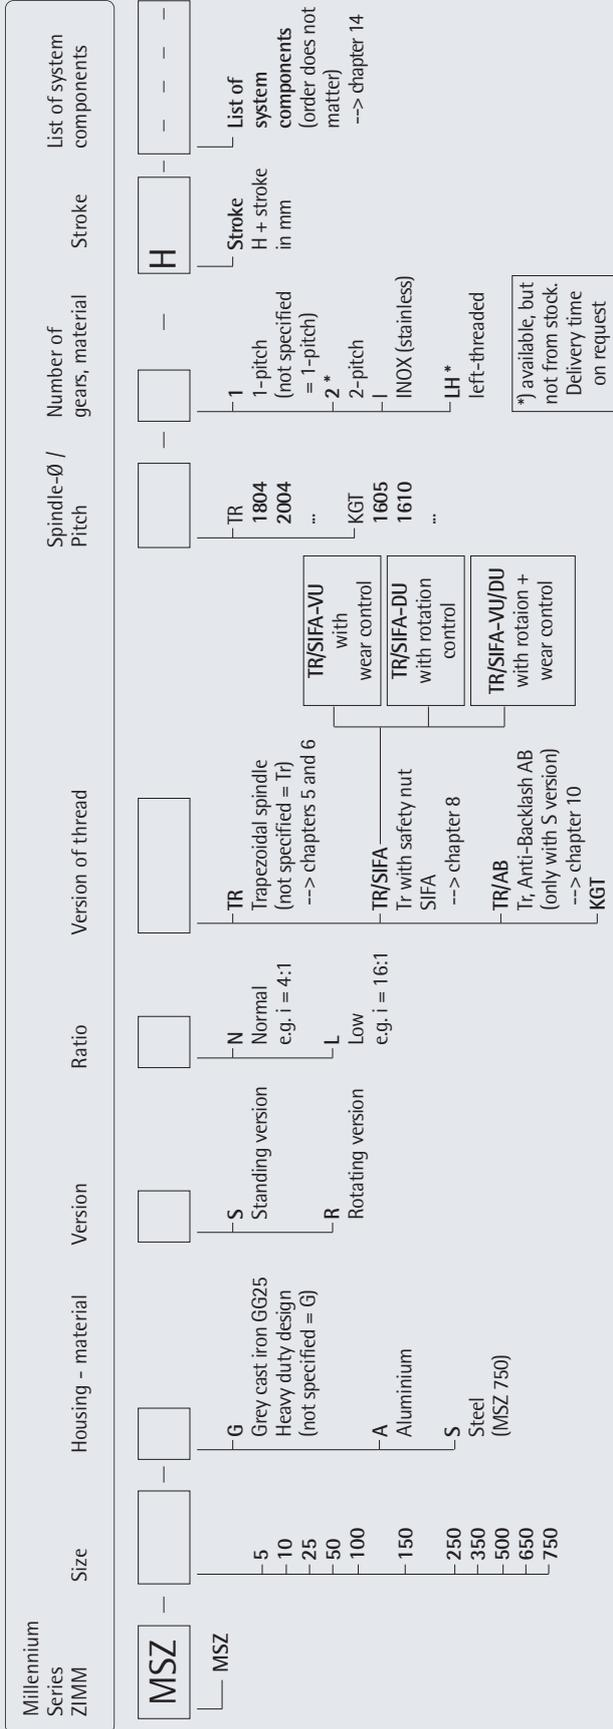 Millennium
Series
ZIMM
Size
Housing - material
Version
Ratio
Version of thread
Spindle-Ø /
Pitch
Number of
gears, material
Stroke
List of system
components
MSZ
—
—
—
—
H
—
— — — —
MSZ
5
10
25
50
100
150
250
350
500
650
750
G
Grey cast iron GG25
Heavy duty design
(not specified = G)
A
Aluminium
S
Steel
(MSZ 750)
S
Standing version
R
Rotating version
N
Normal
e.g. i = 4:1
L
Low
e.g. i = 16:1
TR
Trapezoidal spindle
(not specified = Tr)
--> chapters 5 and 6
TR/SIFA
Tr with safety nut
SIFA
--> chapter 8
TR/AB
Tr, Anti-Backlash AB
(only with S version)
--> chapter 10
KGT
TR/SIFA-VU
with
wear control
TR/SIFA-DU
with rotation
control
TR/SIFA-VU/DU
with rotaion +
wear control
TR
1804
2004
...
KGT
1605
1610
...
1
1-pitch
(not specified
= 1-pitch)
2 *
2-pitch
I
INOX (stainless)
LH *
left-threaded
*) available, but
not from stock.
Delivery time
on request
Stroke
H + stroke
in mm
List of
system
components
(order does not
matter)
--> chapter 14